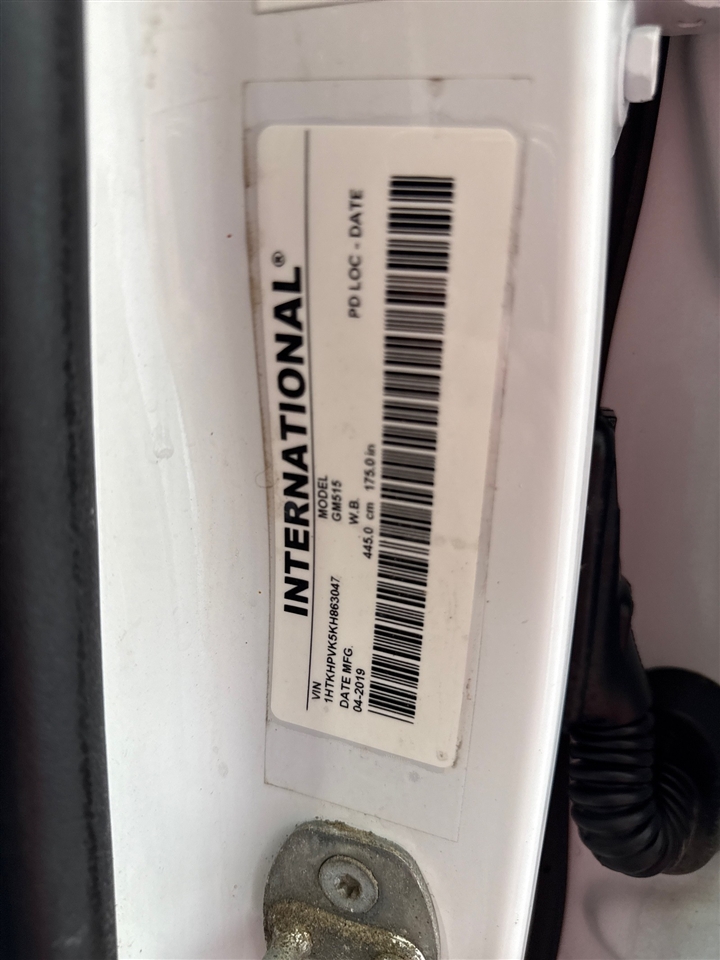 INTERNATIONAL®
VIN MODEL
1HTKHPVK5KH863047 GM515
DATE MFG. W.B. PD LOC - DATE
04-2019 445.0 cm 175.0 in